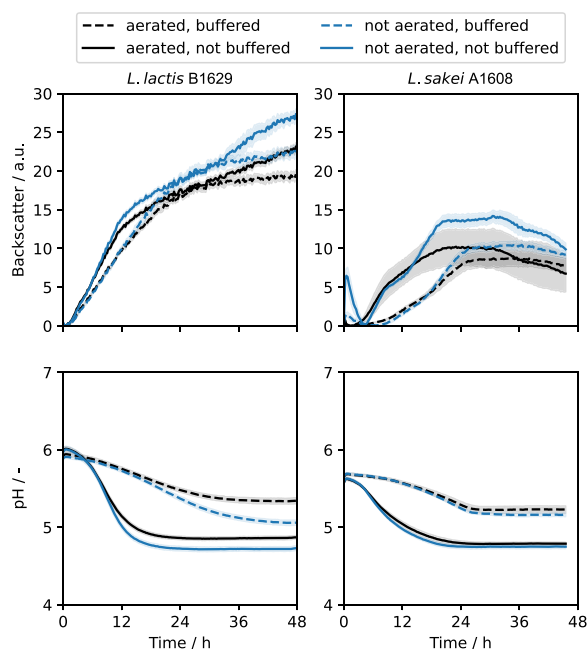 aerated, buffered
aerated, not buffered
not aerated, buffered
not aerated, not buffered
L. lactis B1629
L. sakei A1608
Backscatter / a.u.
30
25
20
15
10
5
0
30
25
20
15
10
5
0
pH / -
7
6
5
4
7
6
5
4
0 12 24 36 48
0 12 24 36 48
Time / h
Time / h